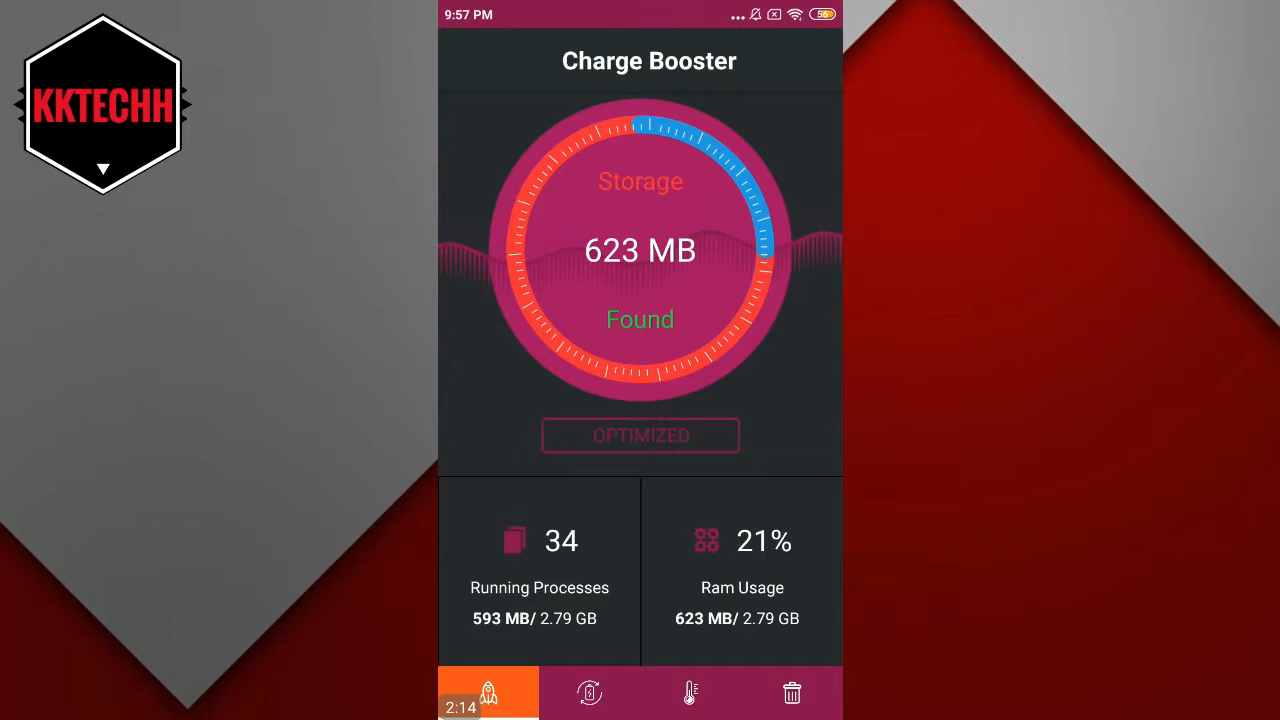 KKTECHH
9:57 PM
56
Charge Booster
Storage
623 MB
Found
OPTIMIZED
34
Running Processes
593 MB/ 2.79 GB
21%
Ram Usage
623 MB/ 2.79 GB
2:14